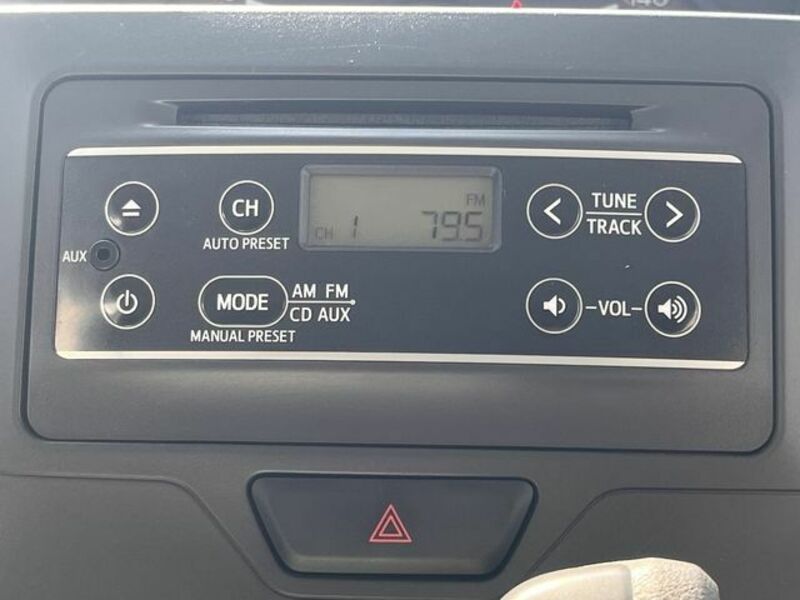 140
CH
AUTO PRESET
FM
CH 1 79.5
TUNE
TRACK
AUX
MODE
AM FM
CD AUX
MANUAL PRESET
-VOL-